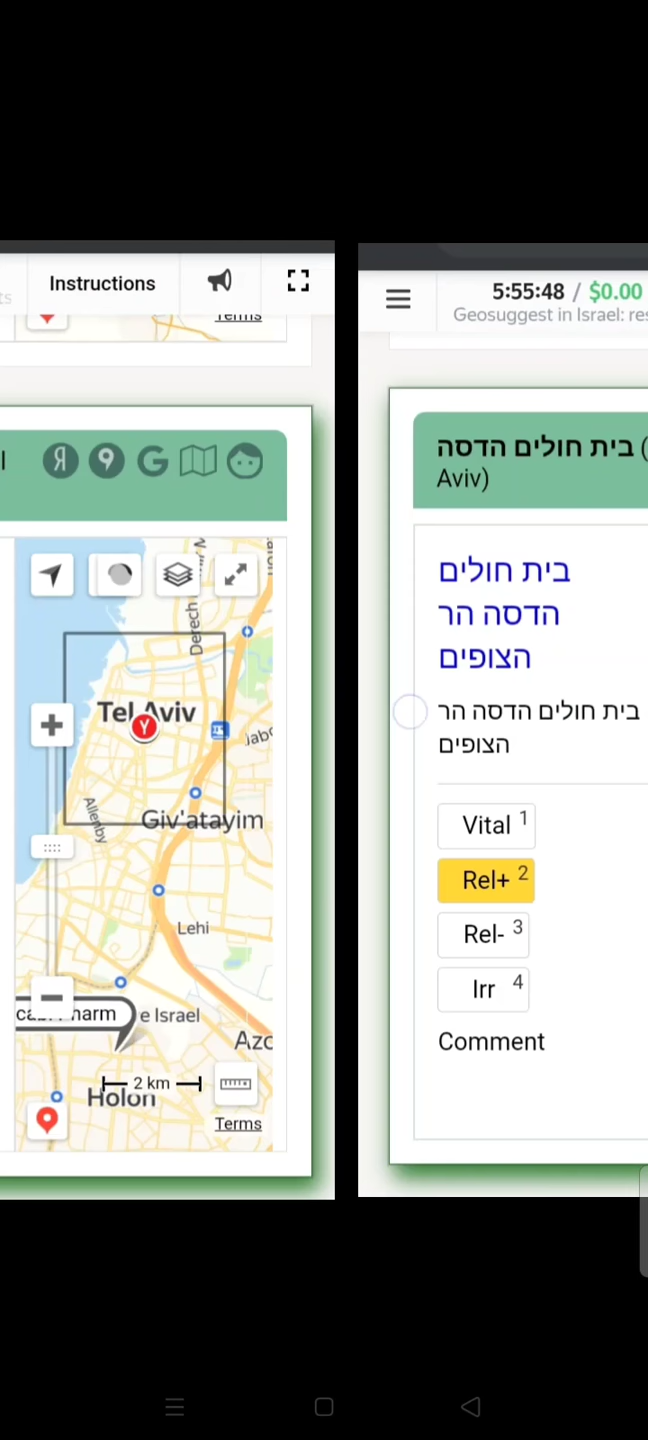 Instructions
Terms
Tel Aviv
Giv'atayim
Allenby
Derech
Lehi
e Israel
Holon
2 km
Terms
5:55:48 / $0.00
Geosuggest in Israel:
בית חולים הדסה (
Aviv)
בית חולים
הדסה הר
הצופים
בית חולים הדסה הר
הצופים
Vital 1
Rel+ 2
Rel- 3
Irr 4
Comment